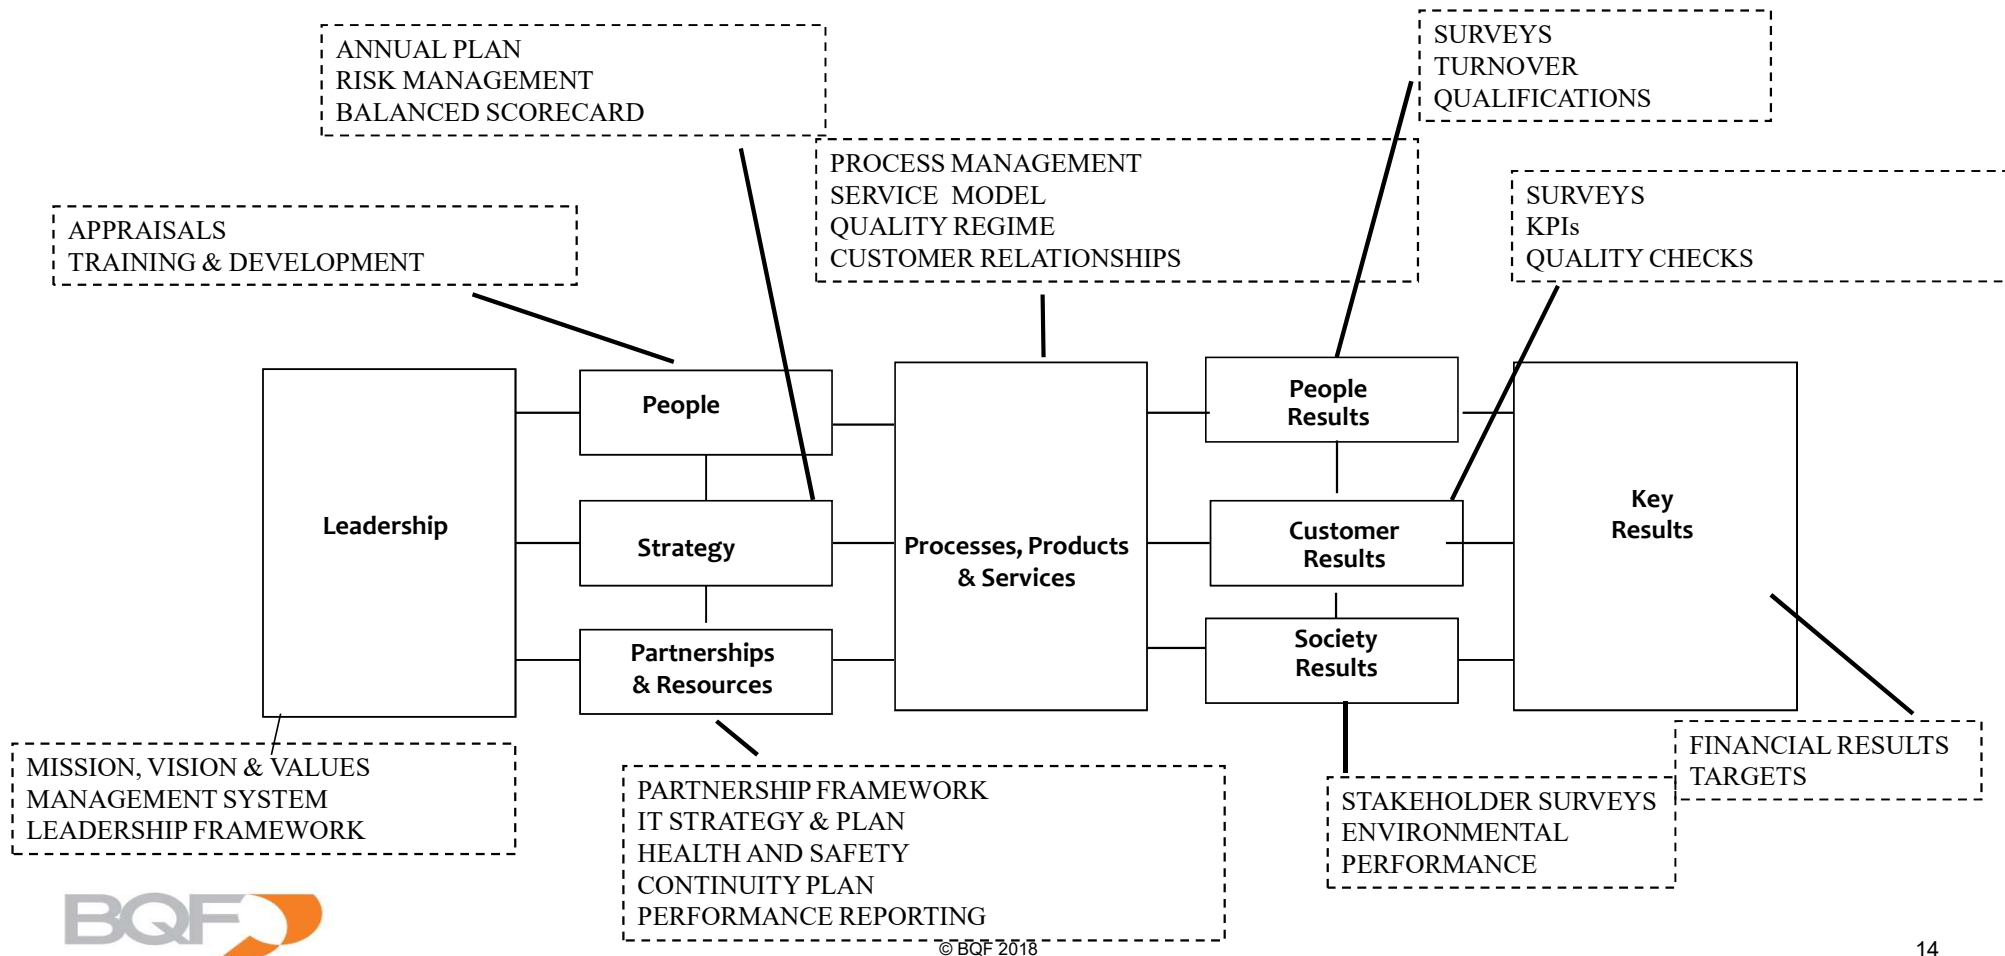 ANNUAL PLAN
RISK MANAGEMENT
BALANCED SCORECARD
SURVEYS
TURNOVER
QUALIFICATIONS
PROCESS MANAGEMENT
SERVICE MODEL
QUALITY REGIME
CUSTOMER RELATIONSHIPS
SURVEYS
KPIs
QUALITY CHECKS
APPRAISALS
TRAINING & DEVELOPMENT
Leadership
People
Strategy
Partnerships
& Resources
Processes, Products
& Services
People
Results
Customer
Results
Society
Results
Key
Results
MISSION, VISION & VALUES
MANAGEMENT SYSTEM
LEADERSHIP FRAMEWORK
PARTNERSHIP FRAMEWORK
IT STRATEGY & PLAN
HEALTH AND SAFETY
CONTINUITY PLAN
PERFORMANCE REPORTING
STAKEHOLDER SURVEYS
ENVIRONMENTAL
PERFORMANCE
FINANCIAL RESULTS
TARGETS
BQF
© BQF 2018
14